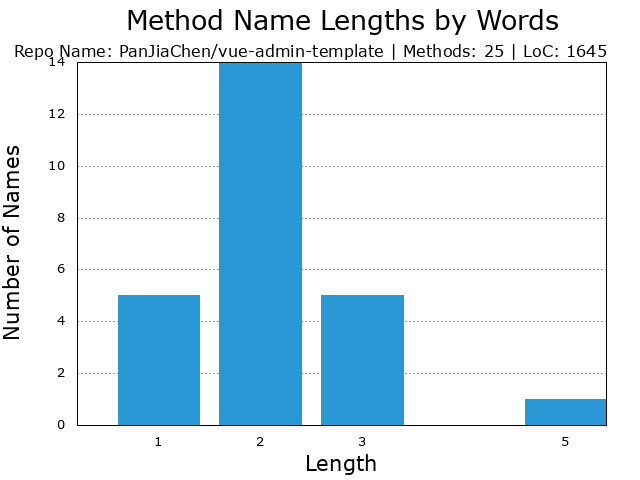 Method Name Lengths by Words
Repo Name: PanJiaChen/vue-admin-template | Methods: 25 | LoC: 1645
14
12
10
8
6
4
2
0
Number of Names
1 2 3 5
Length